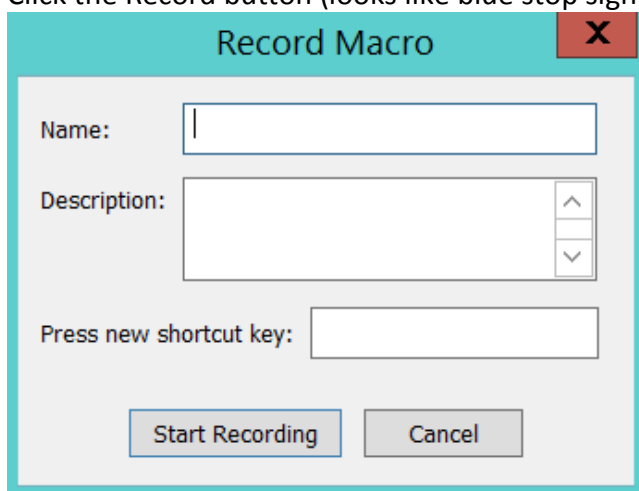 Click the Record button (looks like blue stop sign
Record Macro
X
Name:
Description:
Press new shortcut key:
Start Recording Cancel